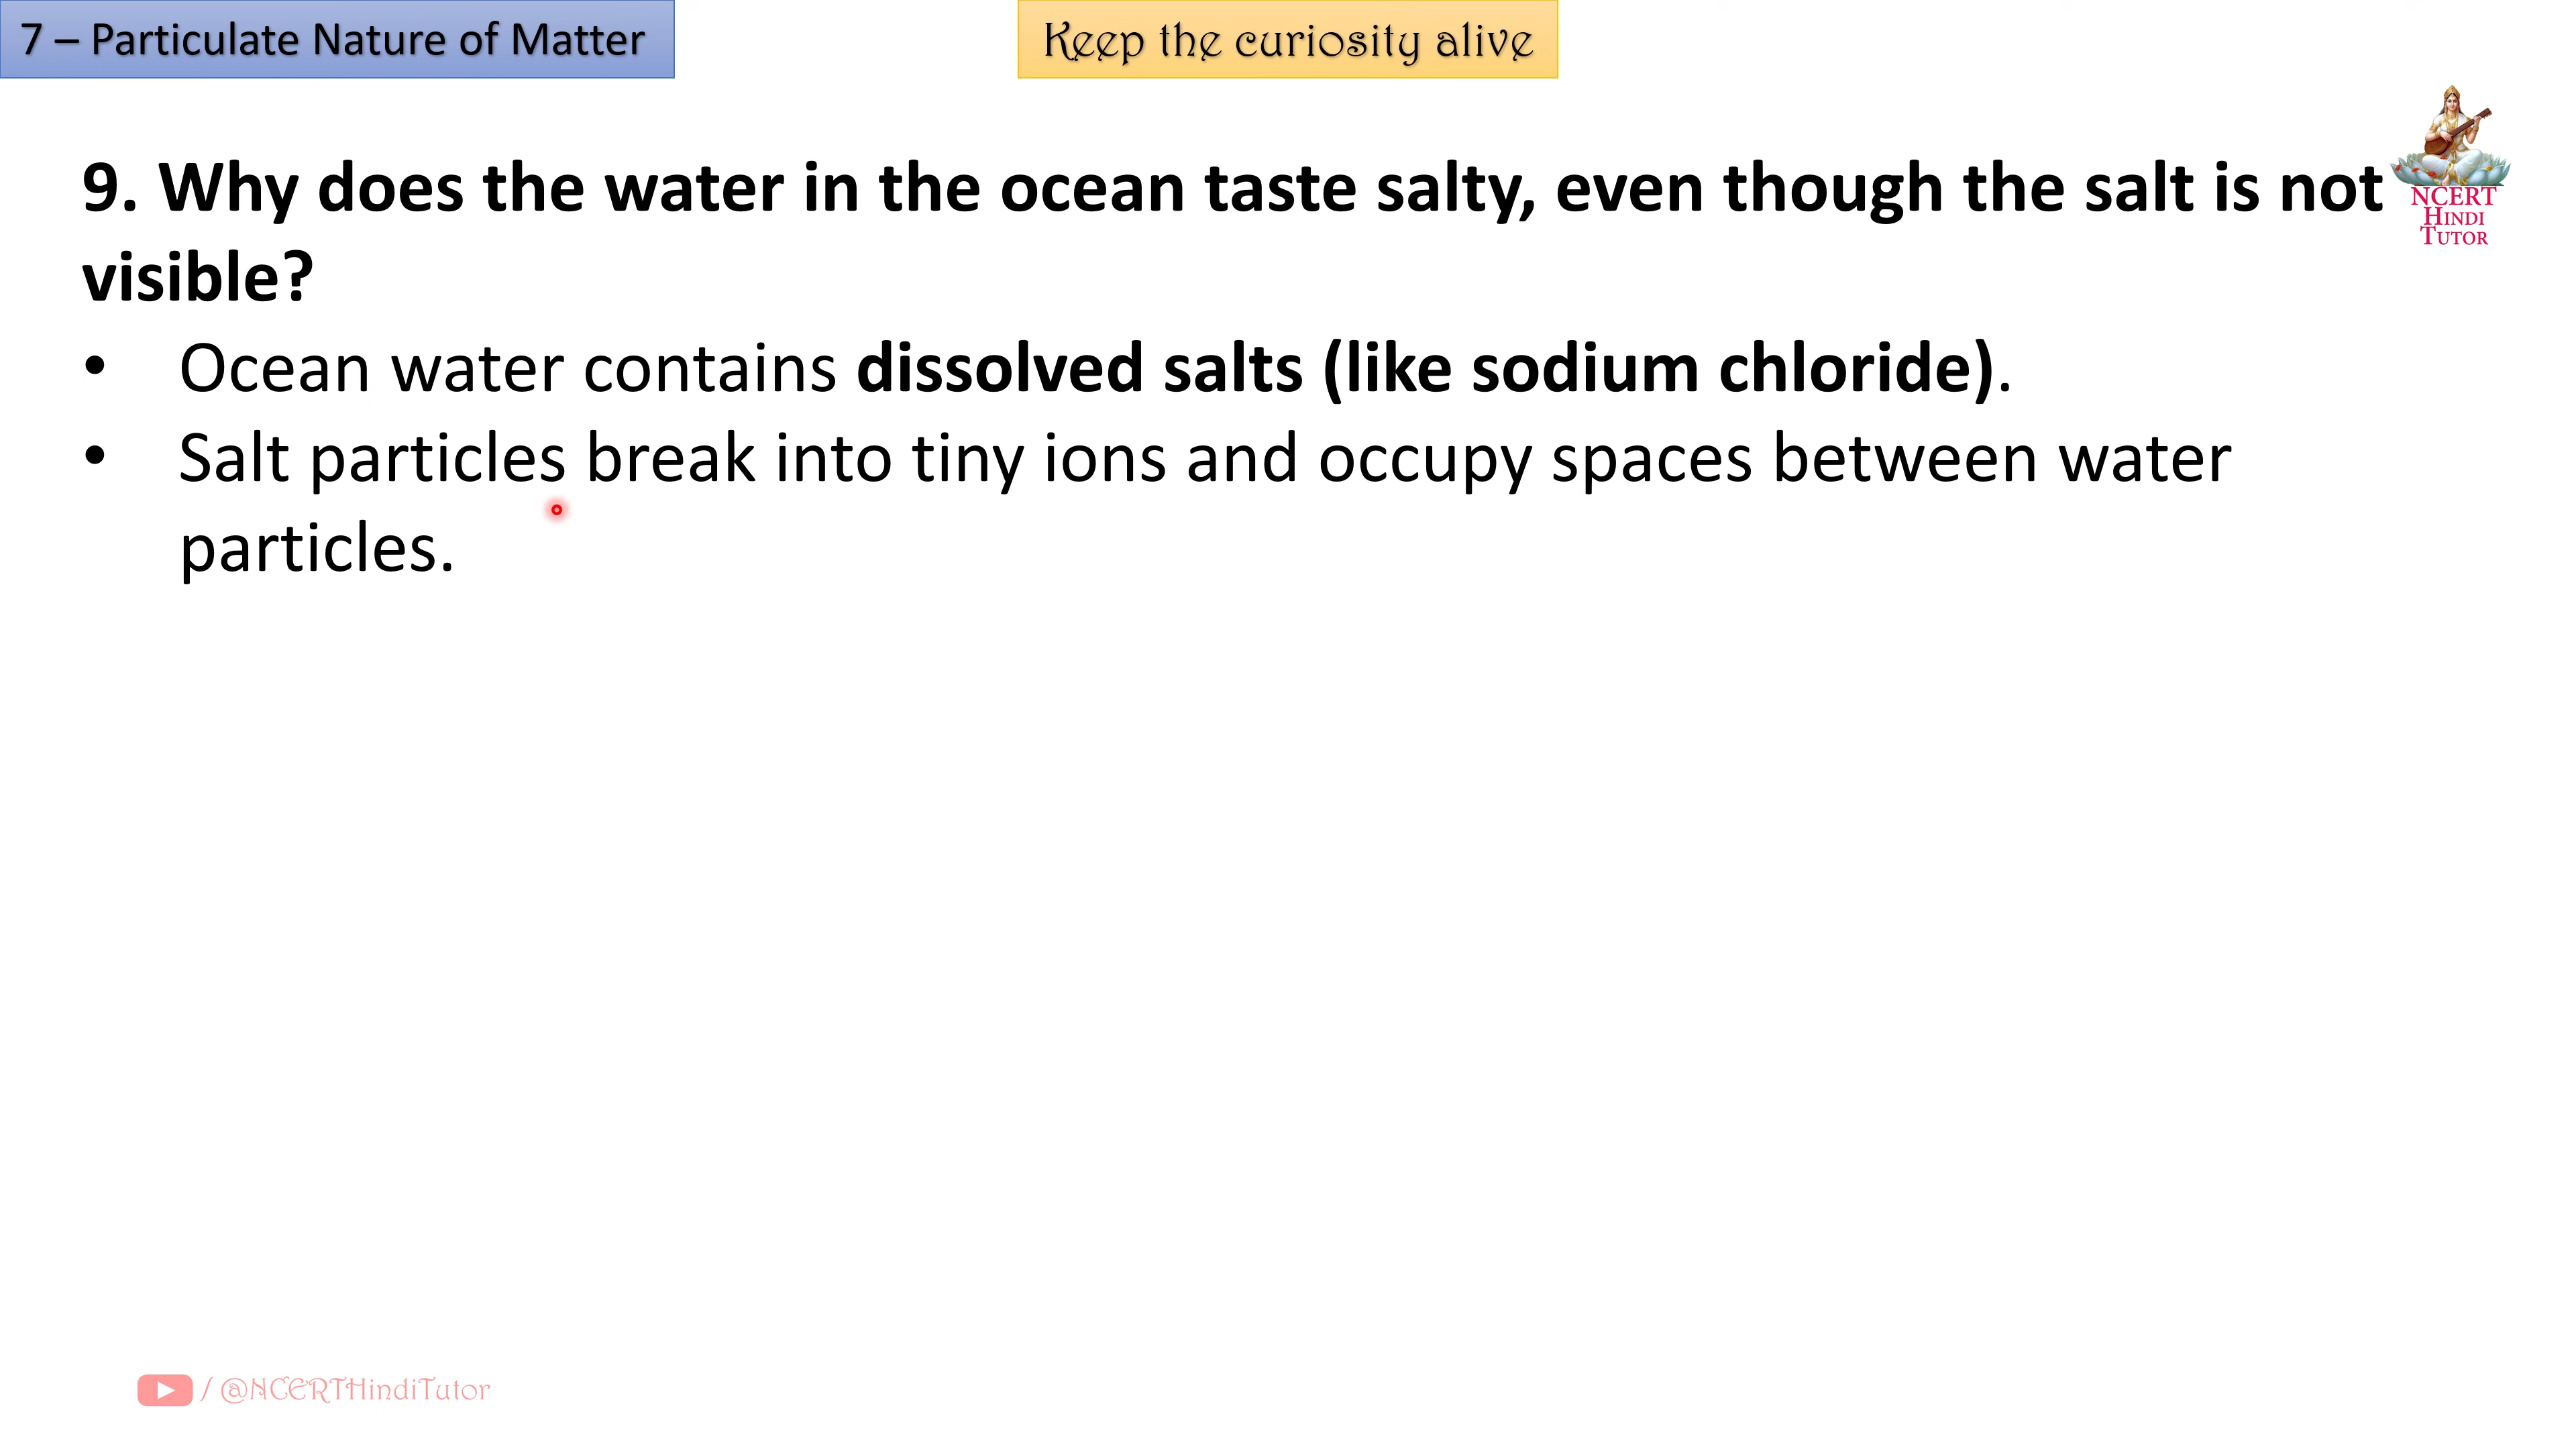 7 – Particulate Nature of Matter
Keep the curiosity alive
9. Why does the water in the ocean taste salty, even though the salt is not
visible?
NCERT
HINDI
TUTOR
• Ocean water contains dissolved salts (like sodium chloride).
• Salt particles break into tiny ions and occupy spaces between water
particles.
/ @NCERTHindiTutor